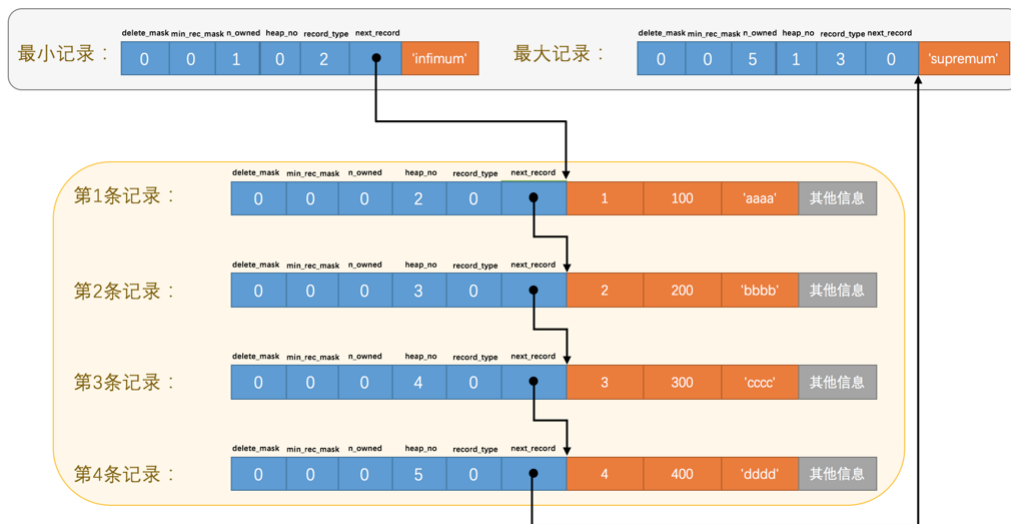 delete_mask min_rec_mask n_owned heap_no record_type next_record
最小记录： 0 0 1 0 2 'infimum'
delete_mask min_rec_mask n_owned heap_no record_type next_record
最大记录： 0 0 5 1 3 0 'supremum'
delete_mask min_rec_mask n_owned heap_no record_type next_record
第1条记录： 0 0 0 2 0 1 100 'aaaa' 其他信息
delete_mask min_rec_mask n_owned heap_no record_type next_record
第2条记录： 0 0 0 3 0 2 200 'bbbb' 其他信息
delete_mask min_rec_mask n_owned heap_no record_type next_record
第3条记录： 0 0 0 4 0 3 300 'cccc' 其他信息
delete_mask min_rec_mask n_owned heap_no record_type next_record
第4条记录： 0 0 0 5 0 4 400 'dddd' 其他信息